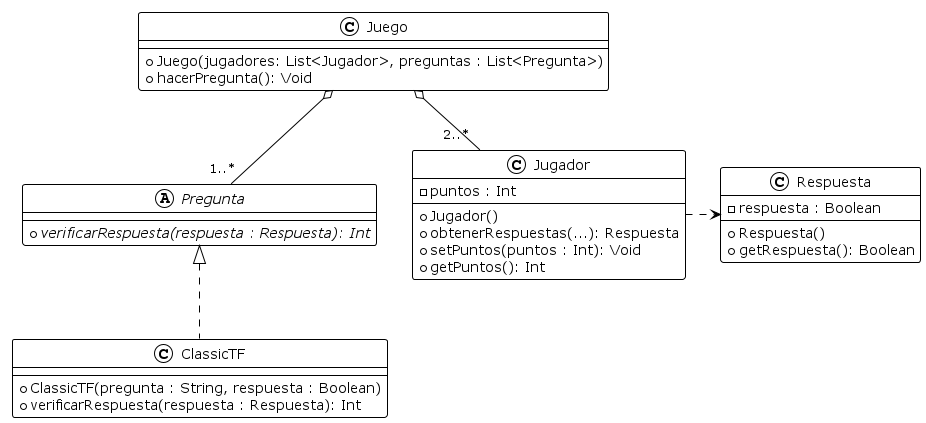 C Juego
Juego(jugadores: List<Jugador>, preguntas : List<Pregunta>)
hacerPregunta(): Void
1..*
2..*
A Pregunta
verificarRespuesta(respuesta : Respuesta): Int
C Jugador
puntos : Int
Jugador()
obtenerRespuestas(...): Respuesta
setPuntos(puntos : Int): Void
getPuntos(): Int
C Respuesta
respuesta : Boolean
Respuesta()
getRespuesta(): Boolean
C ClassicTF
ClassicTF(pregunta : String, respuesta : Boolean)
verificarRespuesta(respuesta : Respuesta): Int